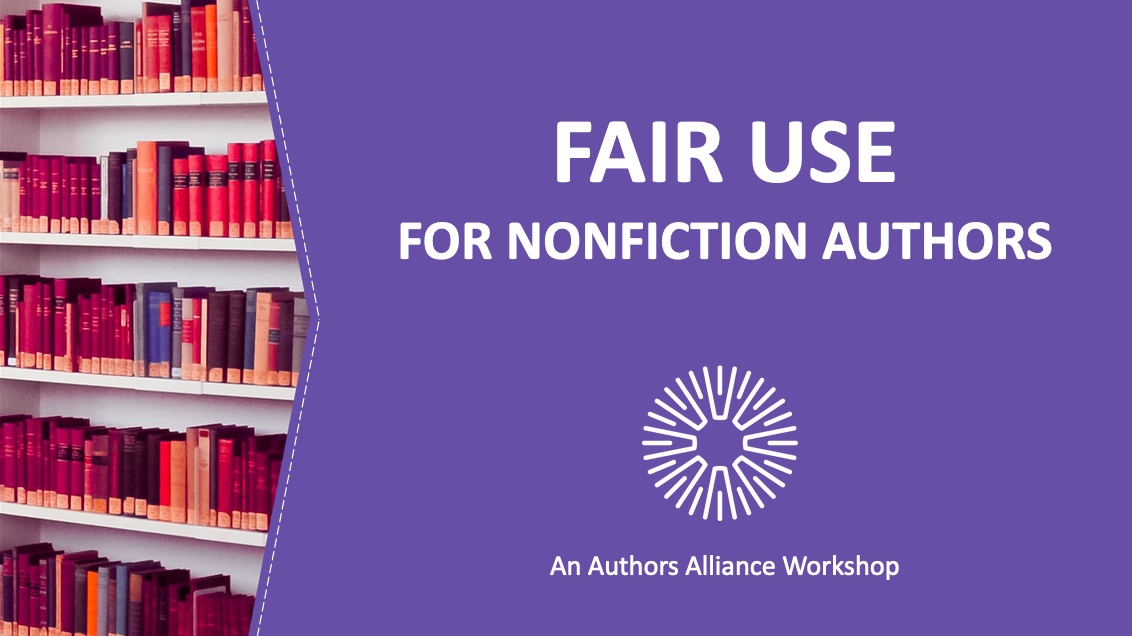 FAIR USE
FOR NONFICTION AUTHORS
An Authors Alliance Workshop